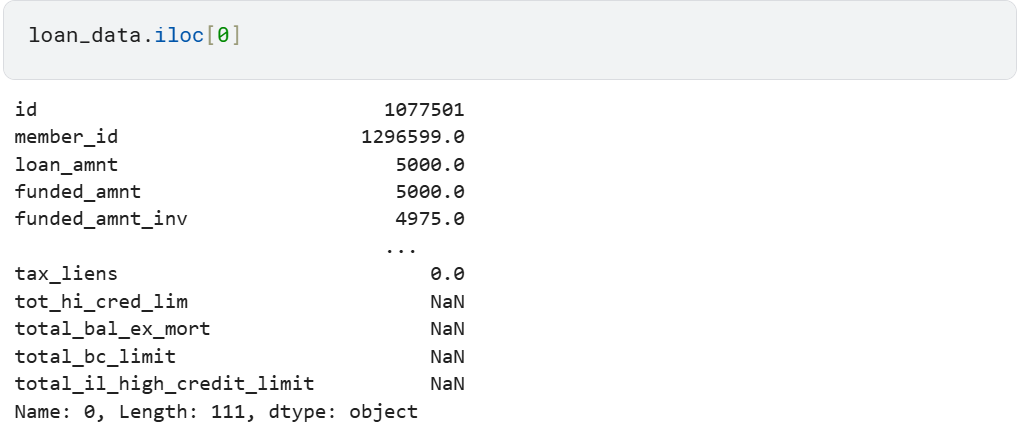 loan_data.iloc[0]
id 1077501
member_id 1296599.0
loan_amnt 5000.0
funded_amnt 5000.0
funded_amnt_inv 4975.0
...
tax_liens 0.0
tot_hi_cred_lim NaN
total_bal_ex_mort NaN
total_bc_limit NaN
total_il_high_credit_limit NaN
Name: 0, Length: 111, dtype: object